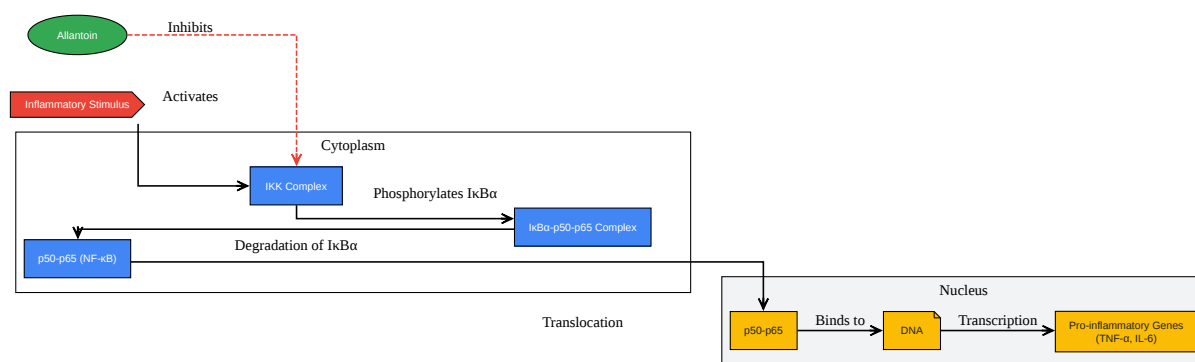 Allantoin
Inhibits
Inflammatory Stimulus
Activates
Cytoplasm
IKK Complex
Phosphorylates IκBα
IκBα-p50-p65 Complex
Degradation of IκBα
p50-p65 (NF-κB)
Nucleus
Translocation
p50-p65
Binds to
DNA
Transcription
Pro-inflammatory Genes
(TNF-α, IL-6)